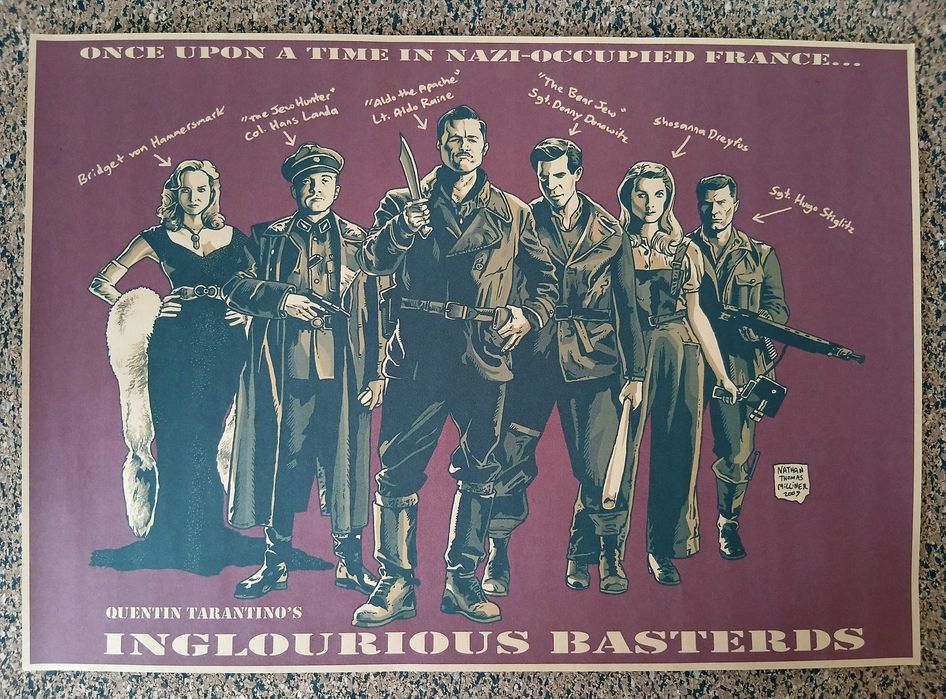 ONCE UPON A TIME IN NAZI-OCCUPIED FRANCE...
Bridget von Hammersmark
"The Jew Hunter"
Col. Hans Landa
"Aldo the Apache"
Lt. Aldo Raine
"The Bear Jew"
Sgt. Donny Donowitz
Shosanna Dreyfus
Sgt. Hugo Stiglitz
NATHAN
THOMAS
MILLINER
2009
QUENTIN TARANTINO'S
INGLOURIOUS BASTERDS